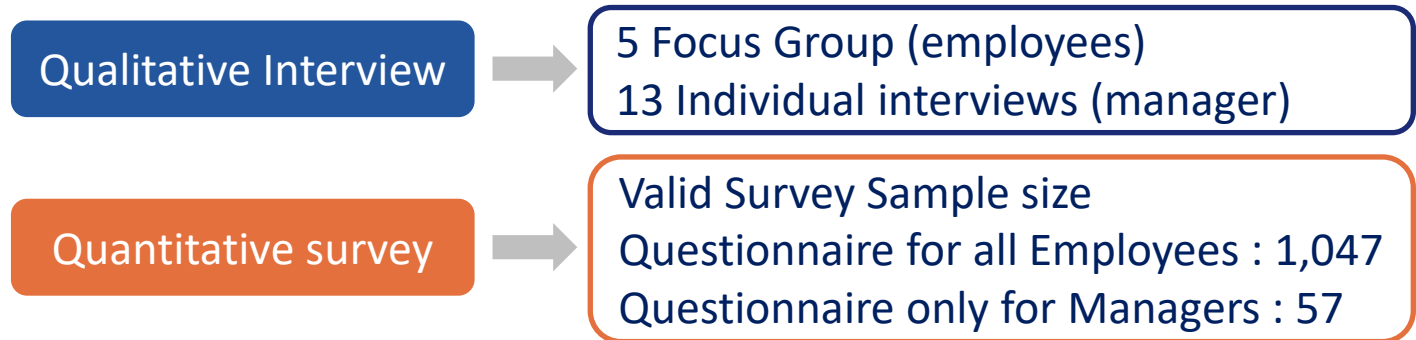 Qualitative Interview
5 Focus Group (employees)
13 Individual interviews (manager)
Quantitative survey
Valid Survey Sample size
Questionnaire for all Employees : 1,047
Questionnaire only for Managers : 57